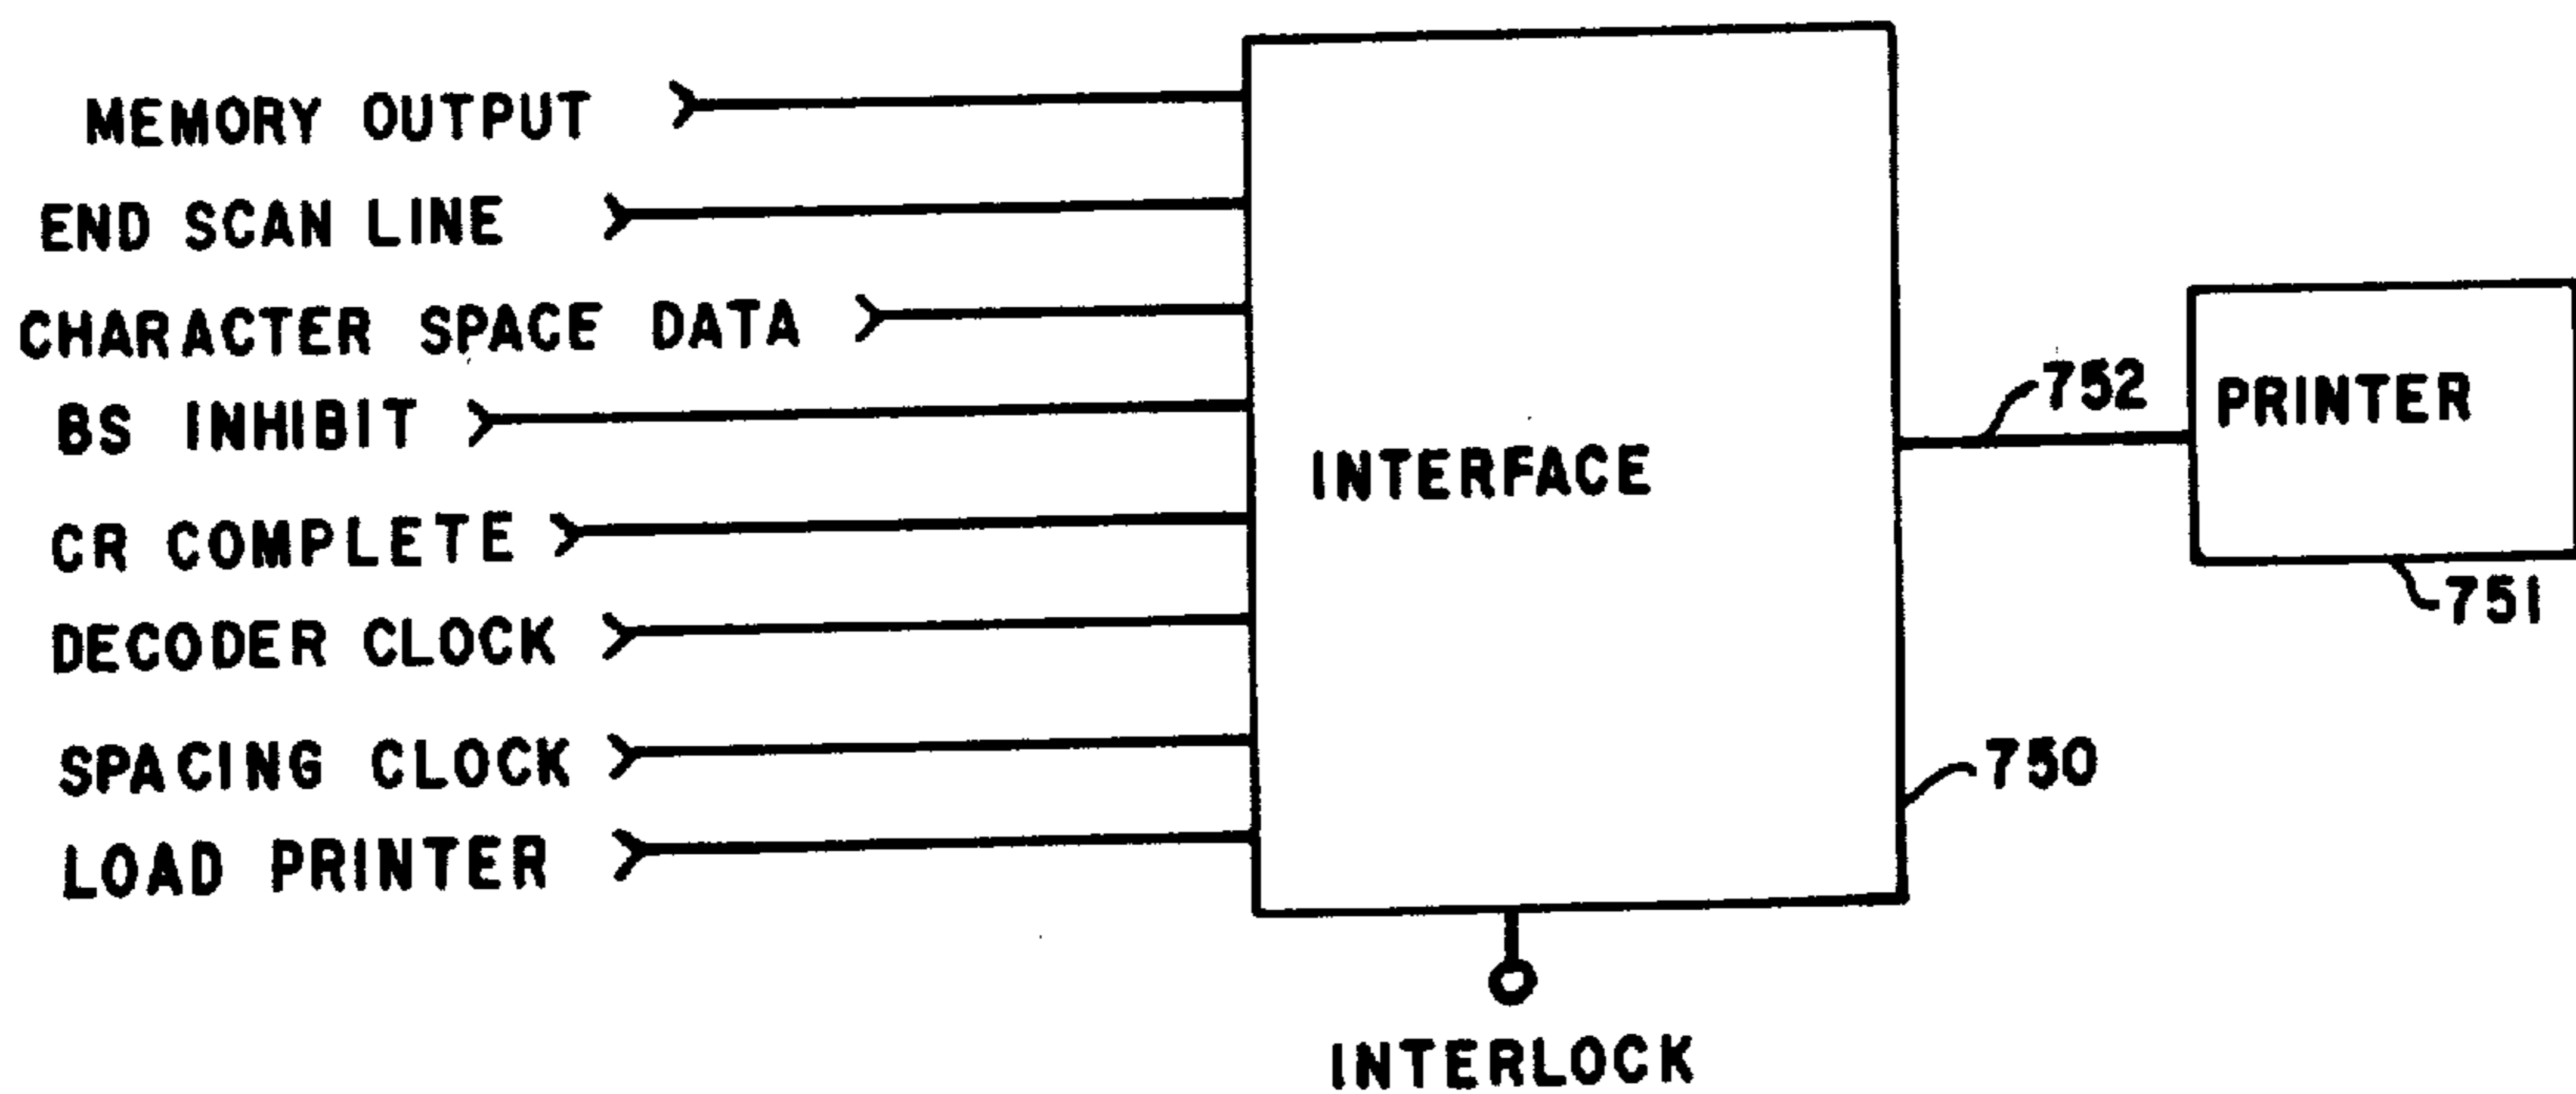 MEMORY OUTPUT
END SCAN LINE
CHARACTER SPACE DATA
BS INHIBIT
CR COMPLETE
DECODER CLOCK
SPACING CLOCK
LOAD PRINTER
INTERFACE
752
PRINTER
751
750
INTERLOCK